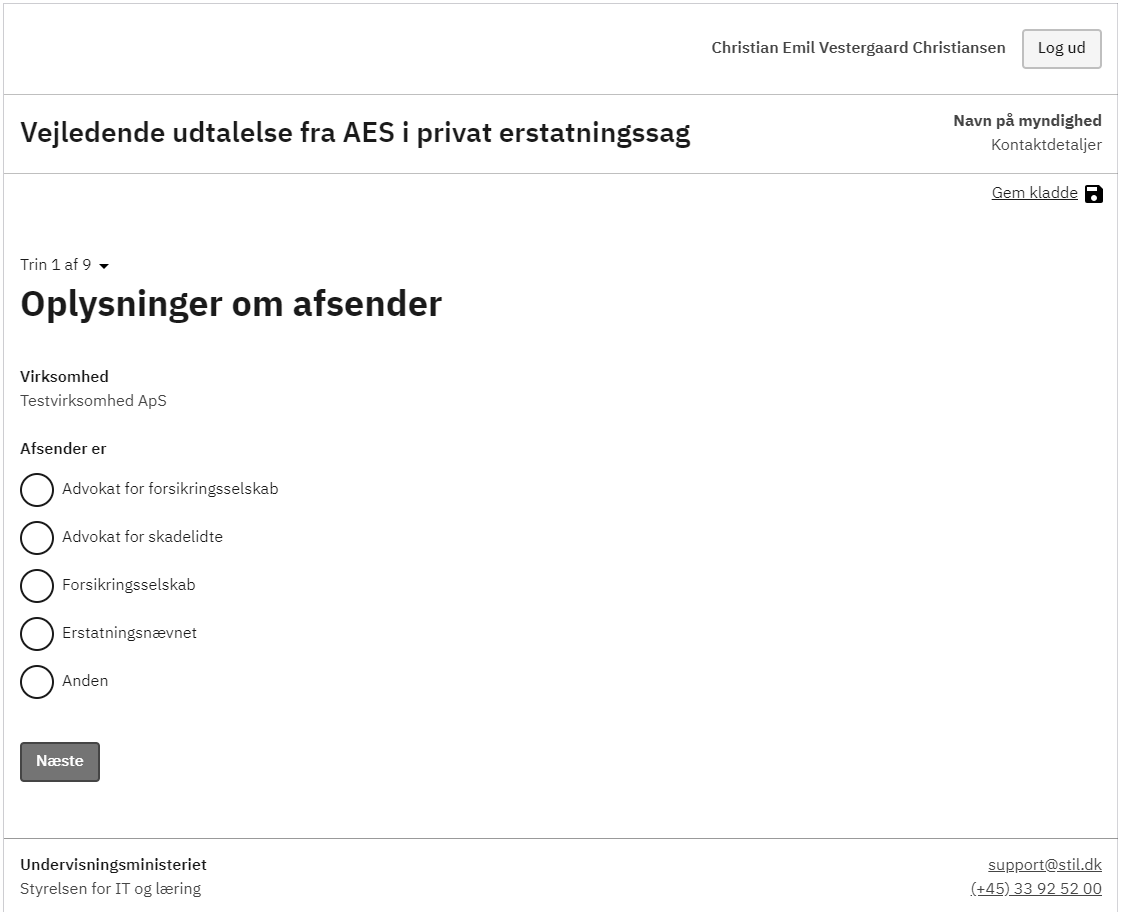 Christian Emil Vestergaard Christiansen
Log ud
Vejledende udtalelse fra AES i privat erstatningssag
Navn på myndighed
Kontaktdetaljer
Gem kladde
Trin 1 af 9
Oplysninger om afsender
Virksomhed
Testvirksomhed ApS
Afsender er
Advokat for forsikringsselskab
Advokat for skadelidte
Forsikringsselskab
Erstatningsnævnet
Anden
Næste
Undervisningsministeriet
Styrelsen for IT og læring
support@stil.dk
(+45) 33 92 52 00